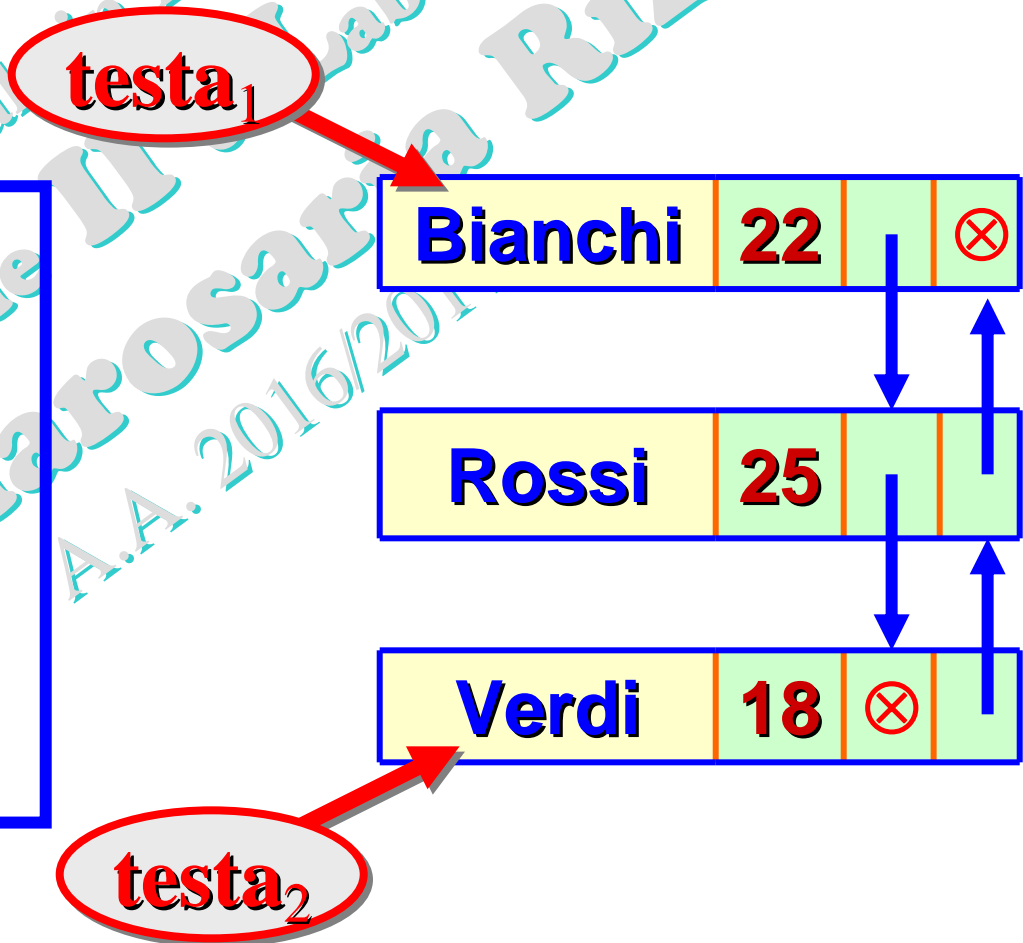 testa1
Bianchi 22 ⊗
Rossi 25
Verdi 18 ⊗
testa2
A.A. 2016/201